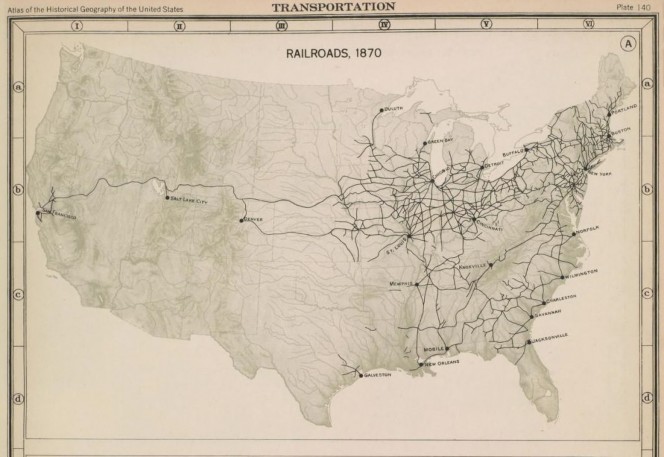 Atlas of the Historical Geography of the United States
TRANSPORTATION
Plate 140
I
II
III
IV
V
VI
A
RAILROADS, 1870
a
a
DULUTH
PORTLAND
GREEN BAY
BOSTON
BUFFALO
DETROIT
b
b
NEW YORK
SALT LAKE CITY
SAN FRANCISCO
DENVER
CINCINNATI
NORFOLK
ST. LOUIS
KNOXVILLE
WILMINGTON
MEMPHIS
c
c
CHARLESTON
SAVANNAH
JACKSONVILLE
MOBILE
NEW ORLEANS
GALVESTON
d
d